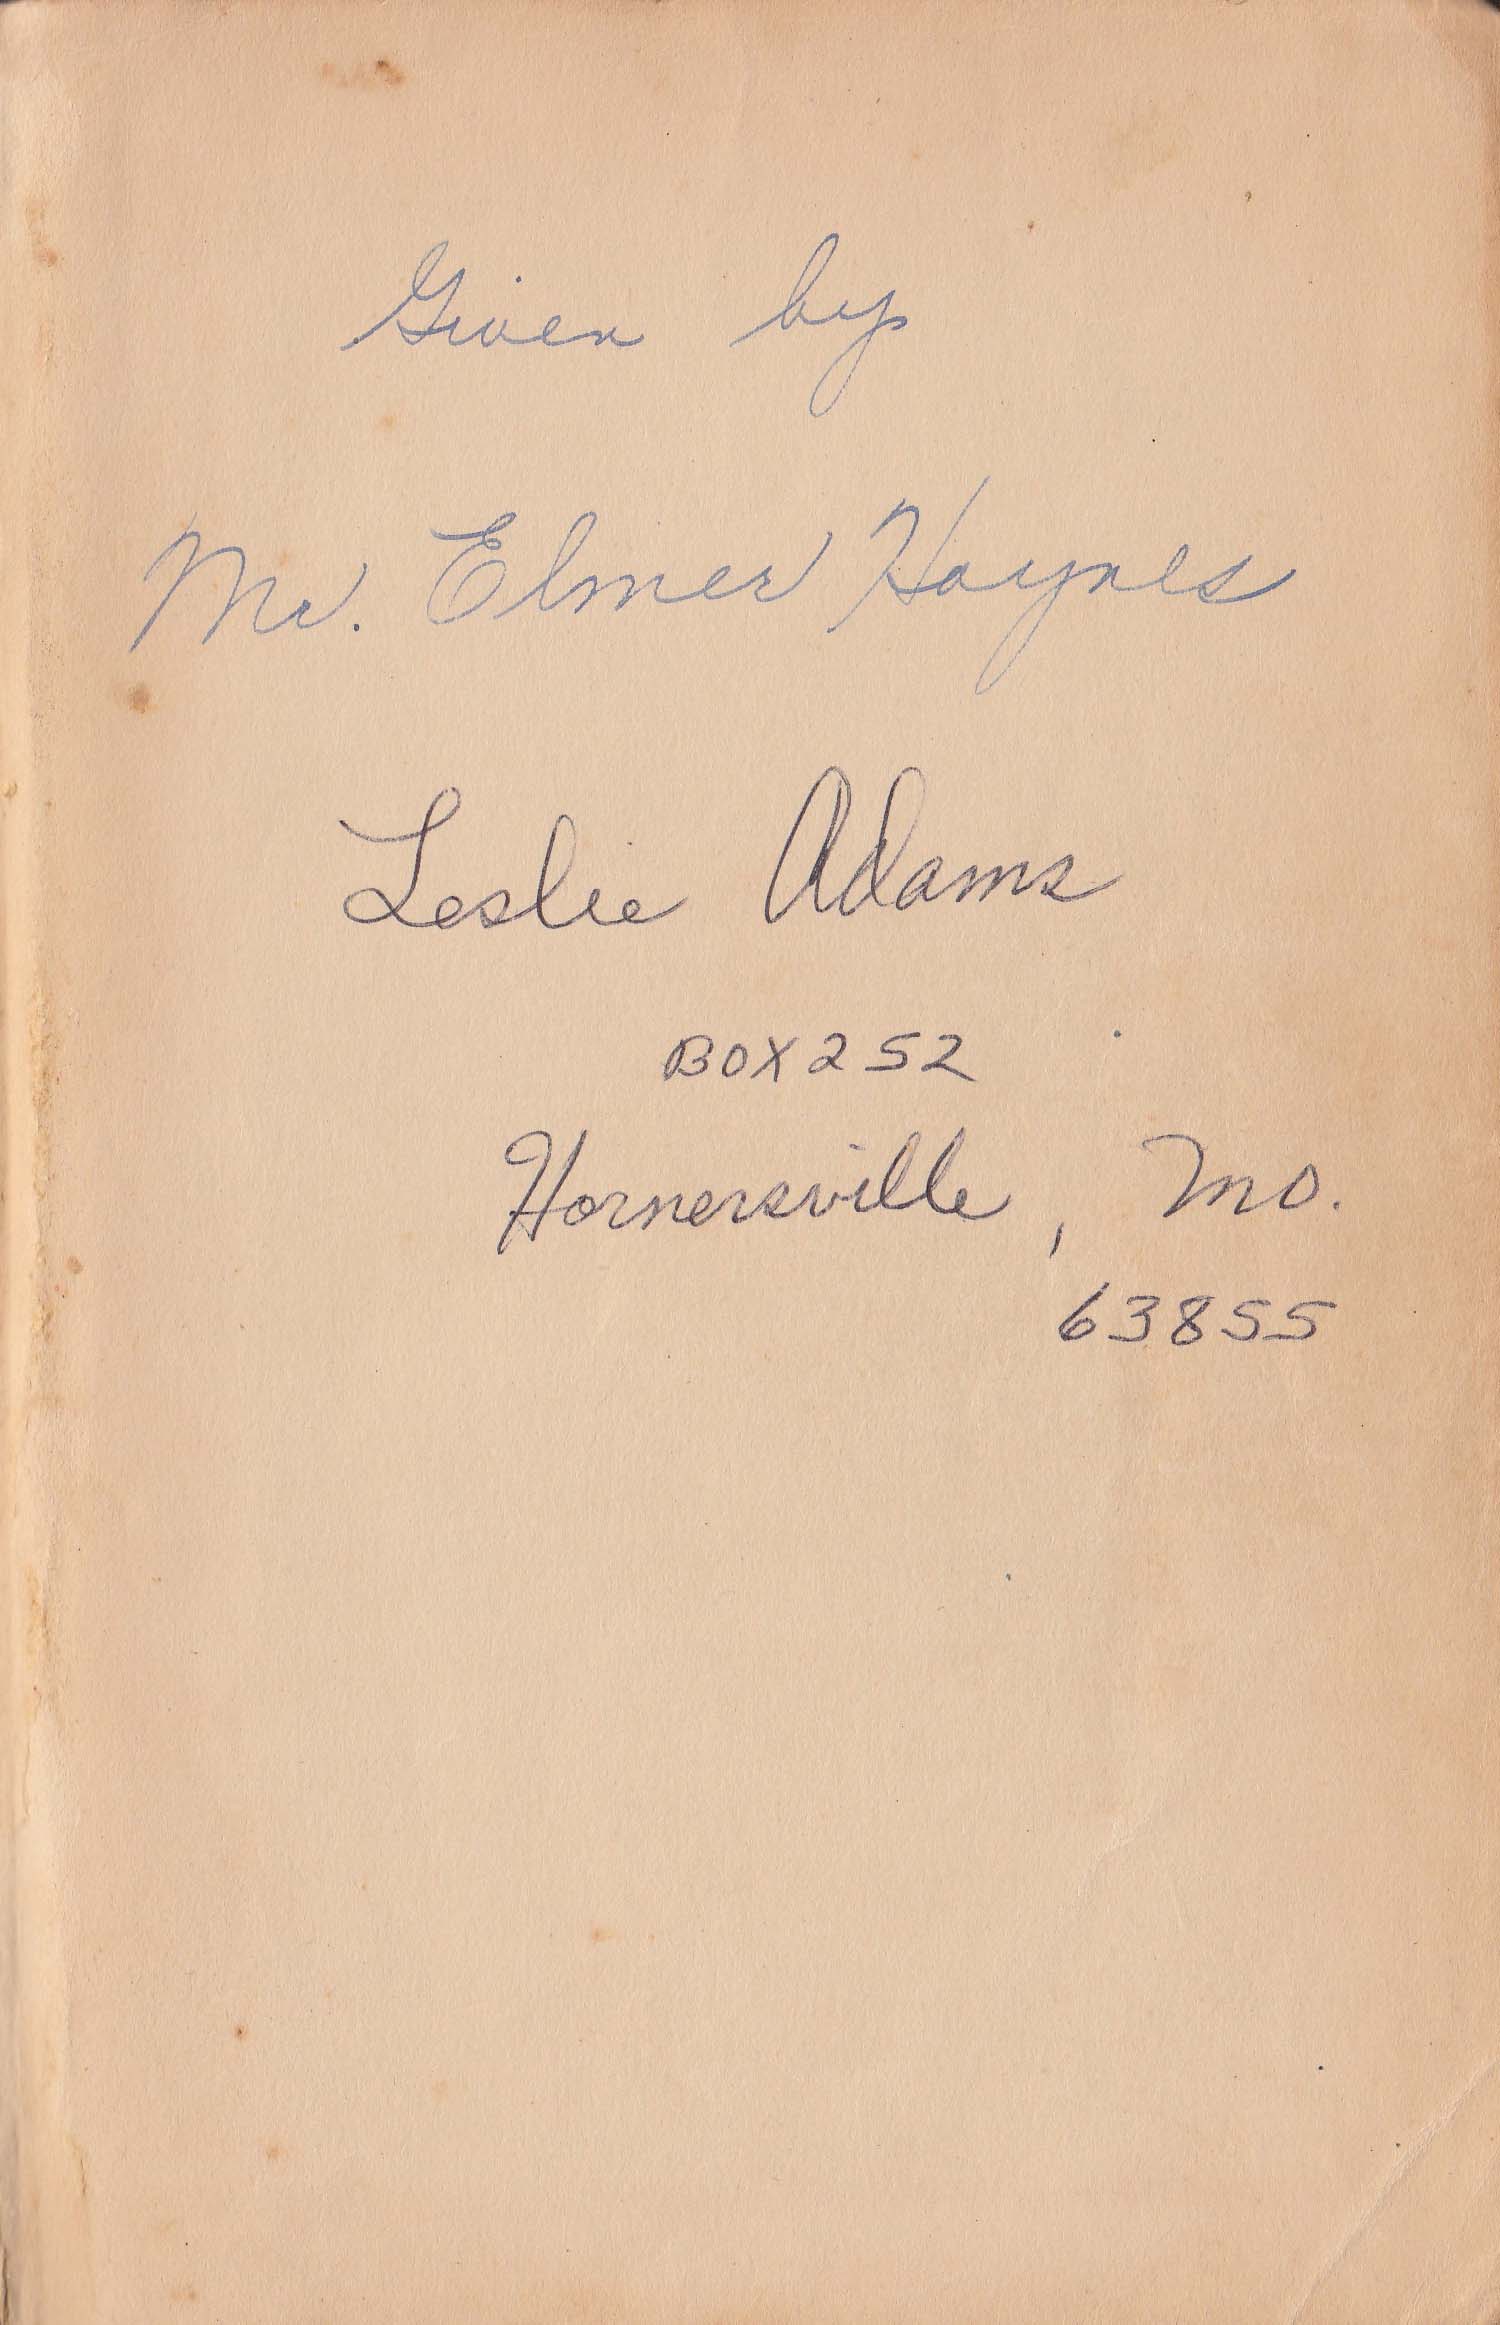 Given by
Mr. Elmer Haynes
Leslie Adams
BOX 252
Hornersville, Mo.
63855